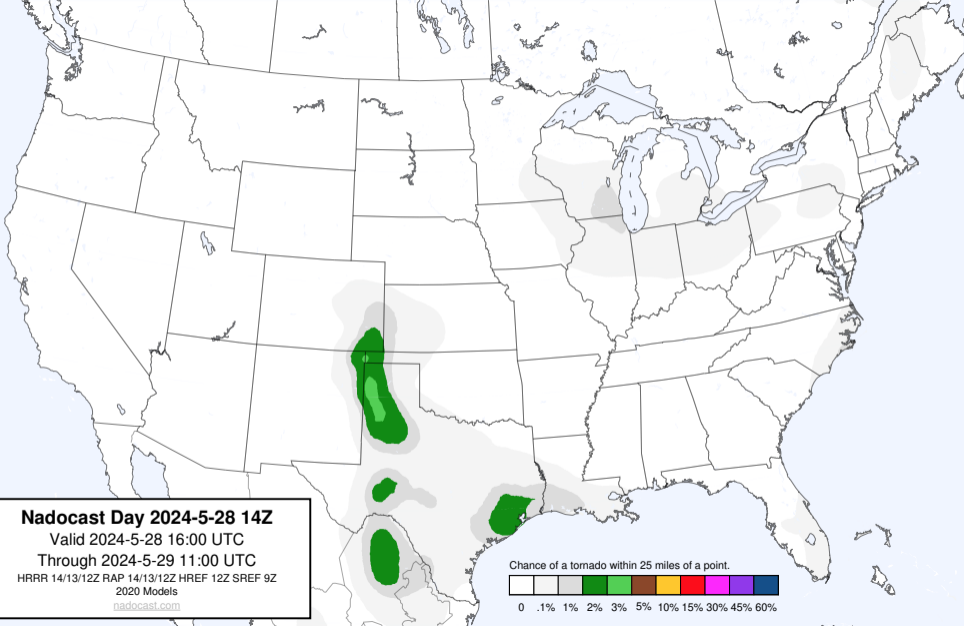 Nadocast Day 2024-5-28 14Z
Valid 2024-5-28 16:00 UTC
Through 2024-5-29 11:00 UTC
HRRR 14/13/12Z RAP 14/13/12Z HREF 12Z SREF 9Z
2020 Models
nadocast.com
Chance of a tornado within 25 miles of a point.
0 .1% 1% 2% 3% 5% 10% 15% 30% 45% 60%